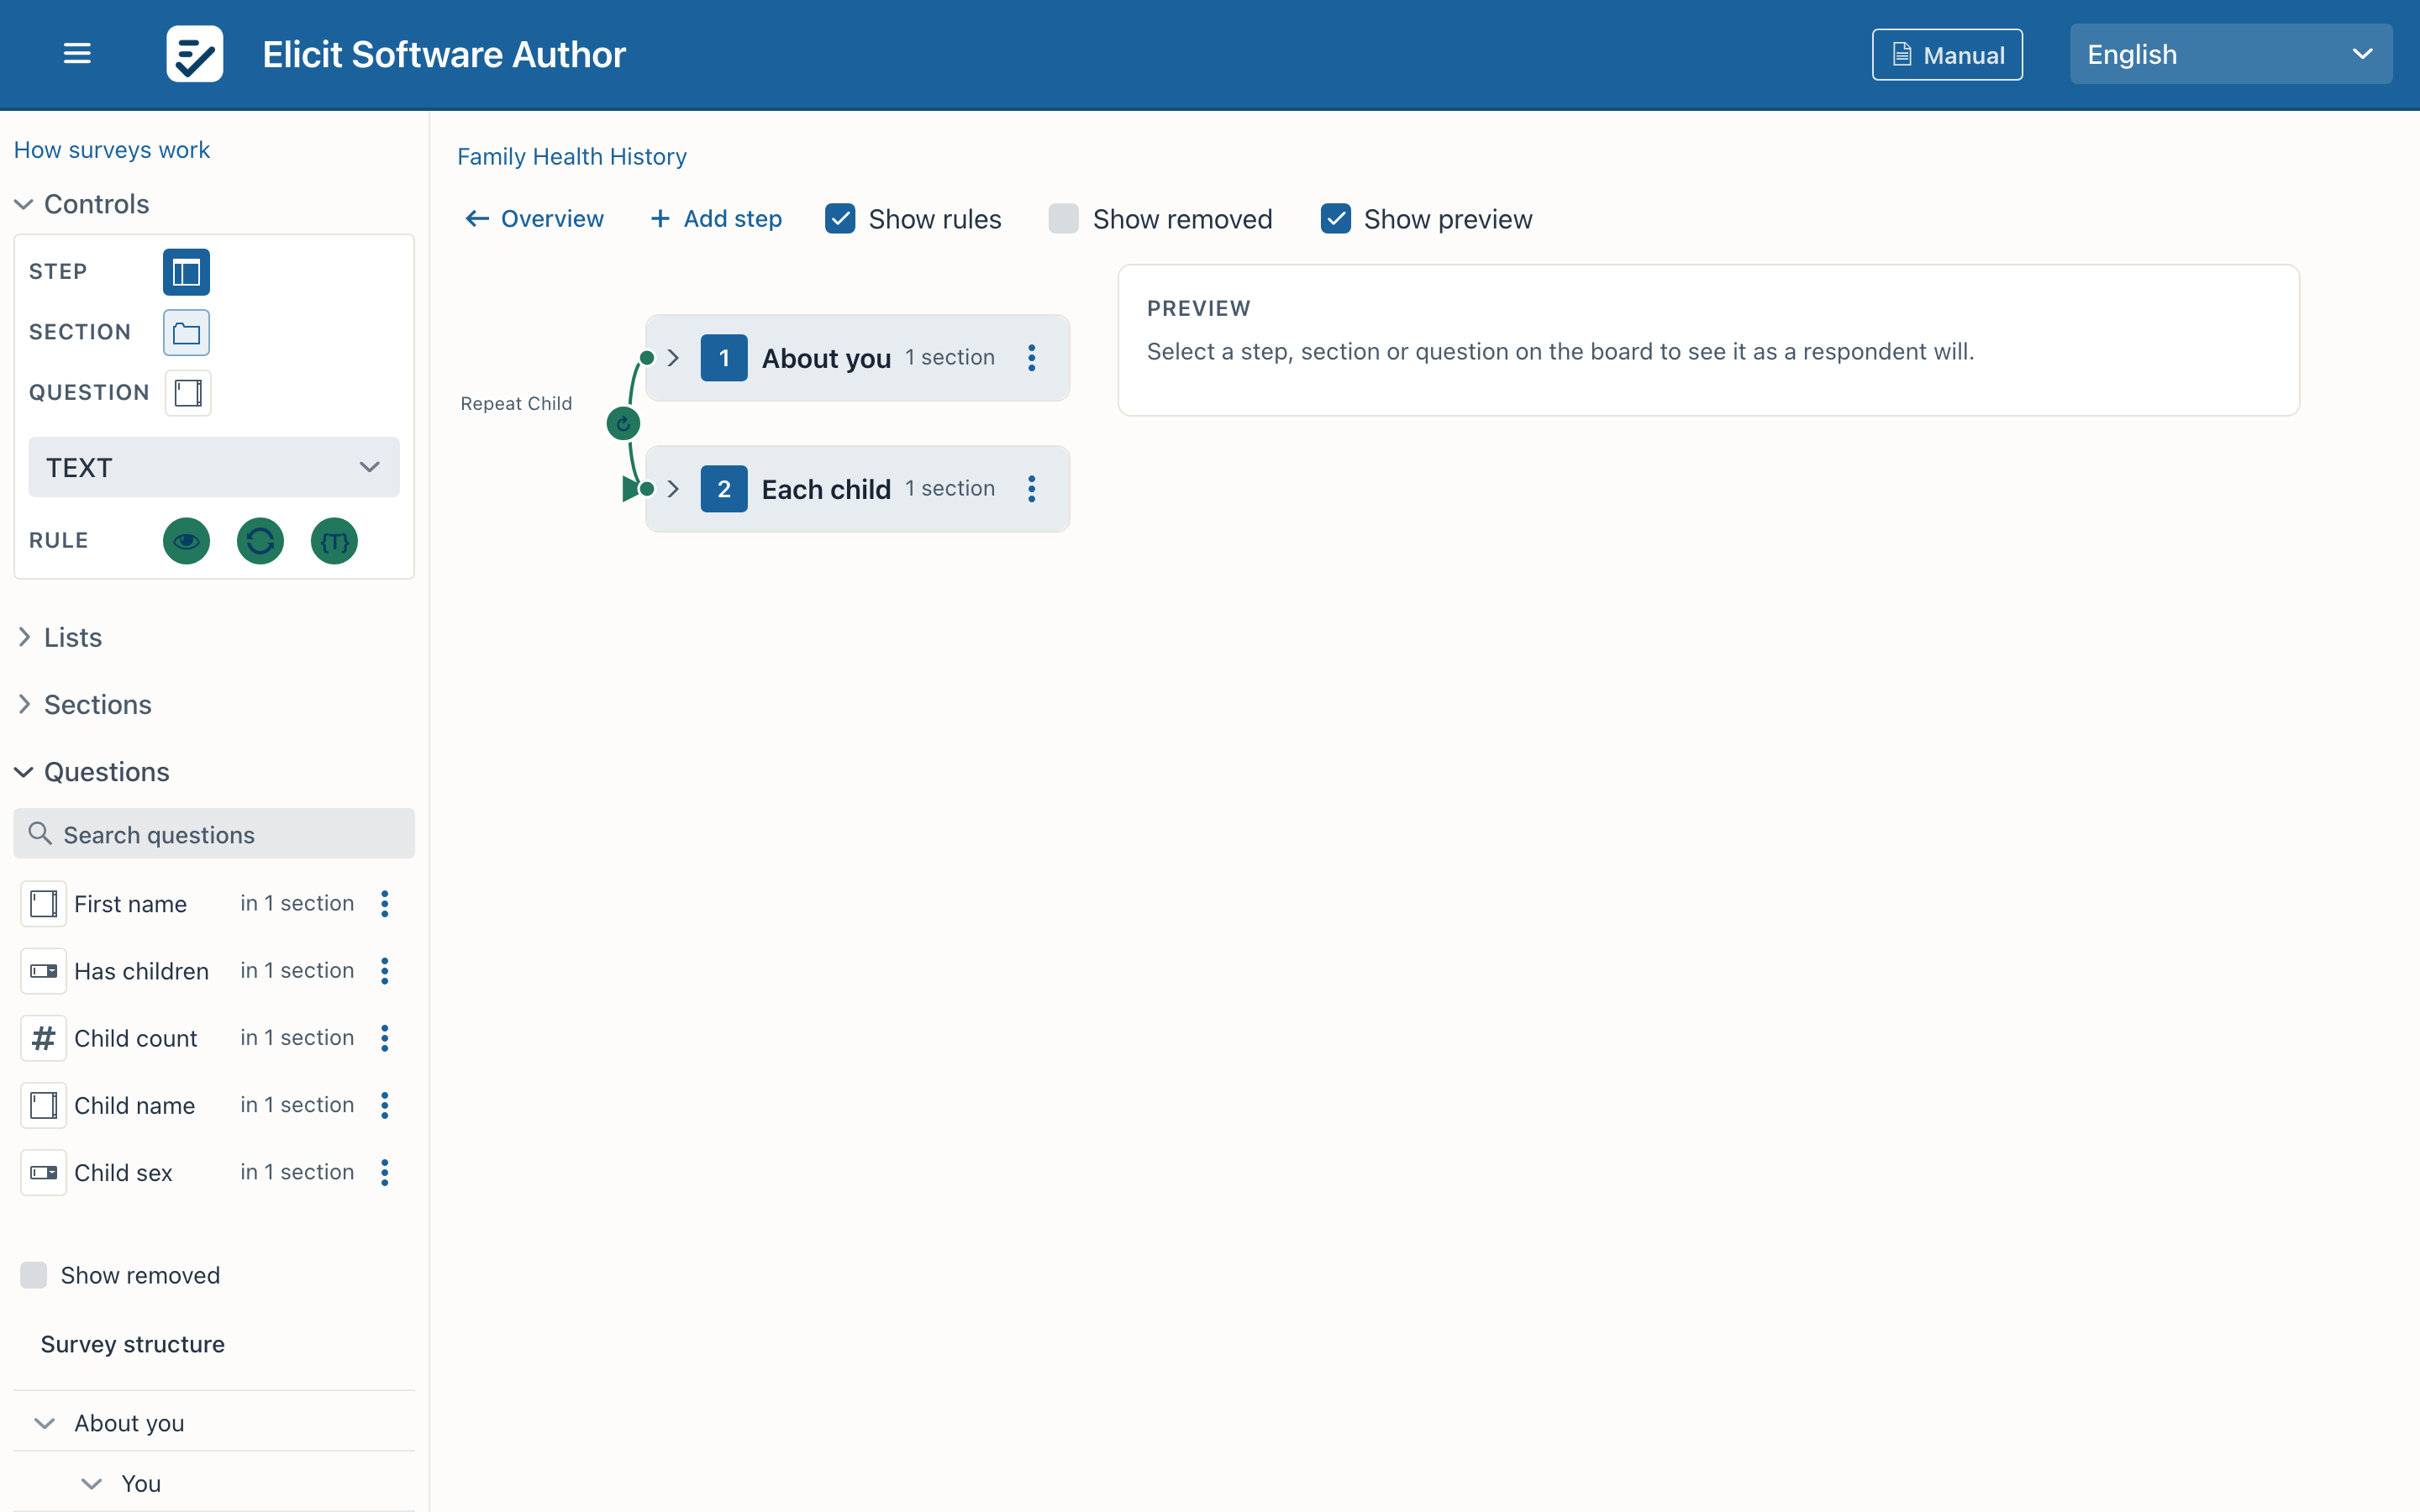 Elicit Software Author
Manual
English
How surveys work
Controls
STEP
SECTION
QUESTION
TEXT
RULE
{T}
Lists
Sections
Questions
Search questions
First name in 1 section
Has children in 1 section
# Child count in 1 section
Child name in 1 section
Child sex in 1 section
Show removed
Survey structure
About you
You
Family Health History
Overview
Add step
Show rules
Show removed
Show preview
1 About you 1 section
Repeat Child
2 Each child 1 section
PREVIEW
Select a step, section or question on the board to see it as a respondent will.